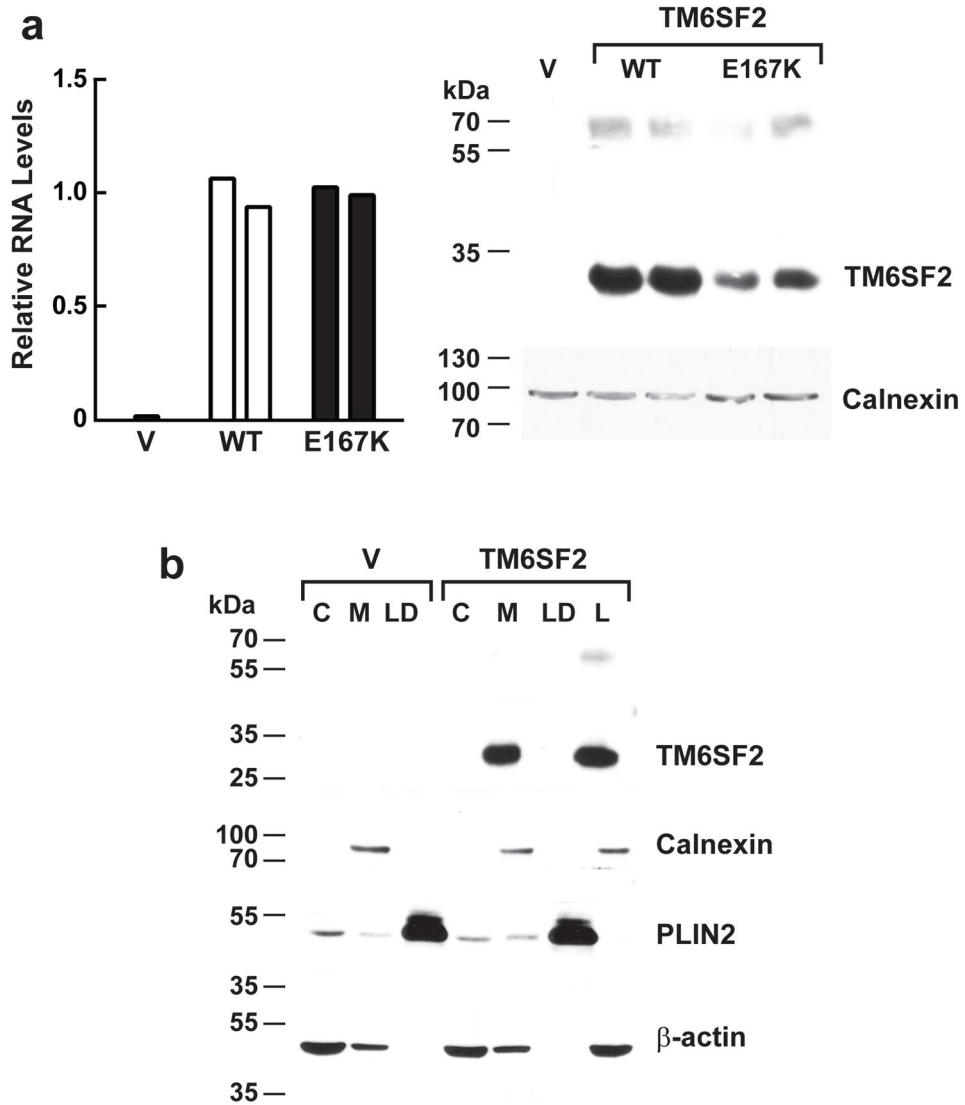 a
1.5
1.0
0.5
0
Relative RNA Levels
V WT E167K
TM6SF2
V WT E167K
kDa
70
55
35
TM6SF2
130
100
70
Calnexin
b
V TM6SF2
kDa
C M LD C M LD L
70
55
35
TM6SF2
25
100
Calnexin
70
55
PLIN2
35
55
β-actin
35